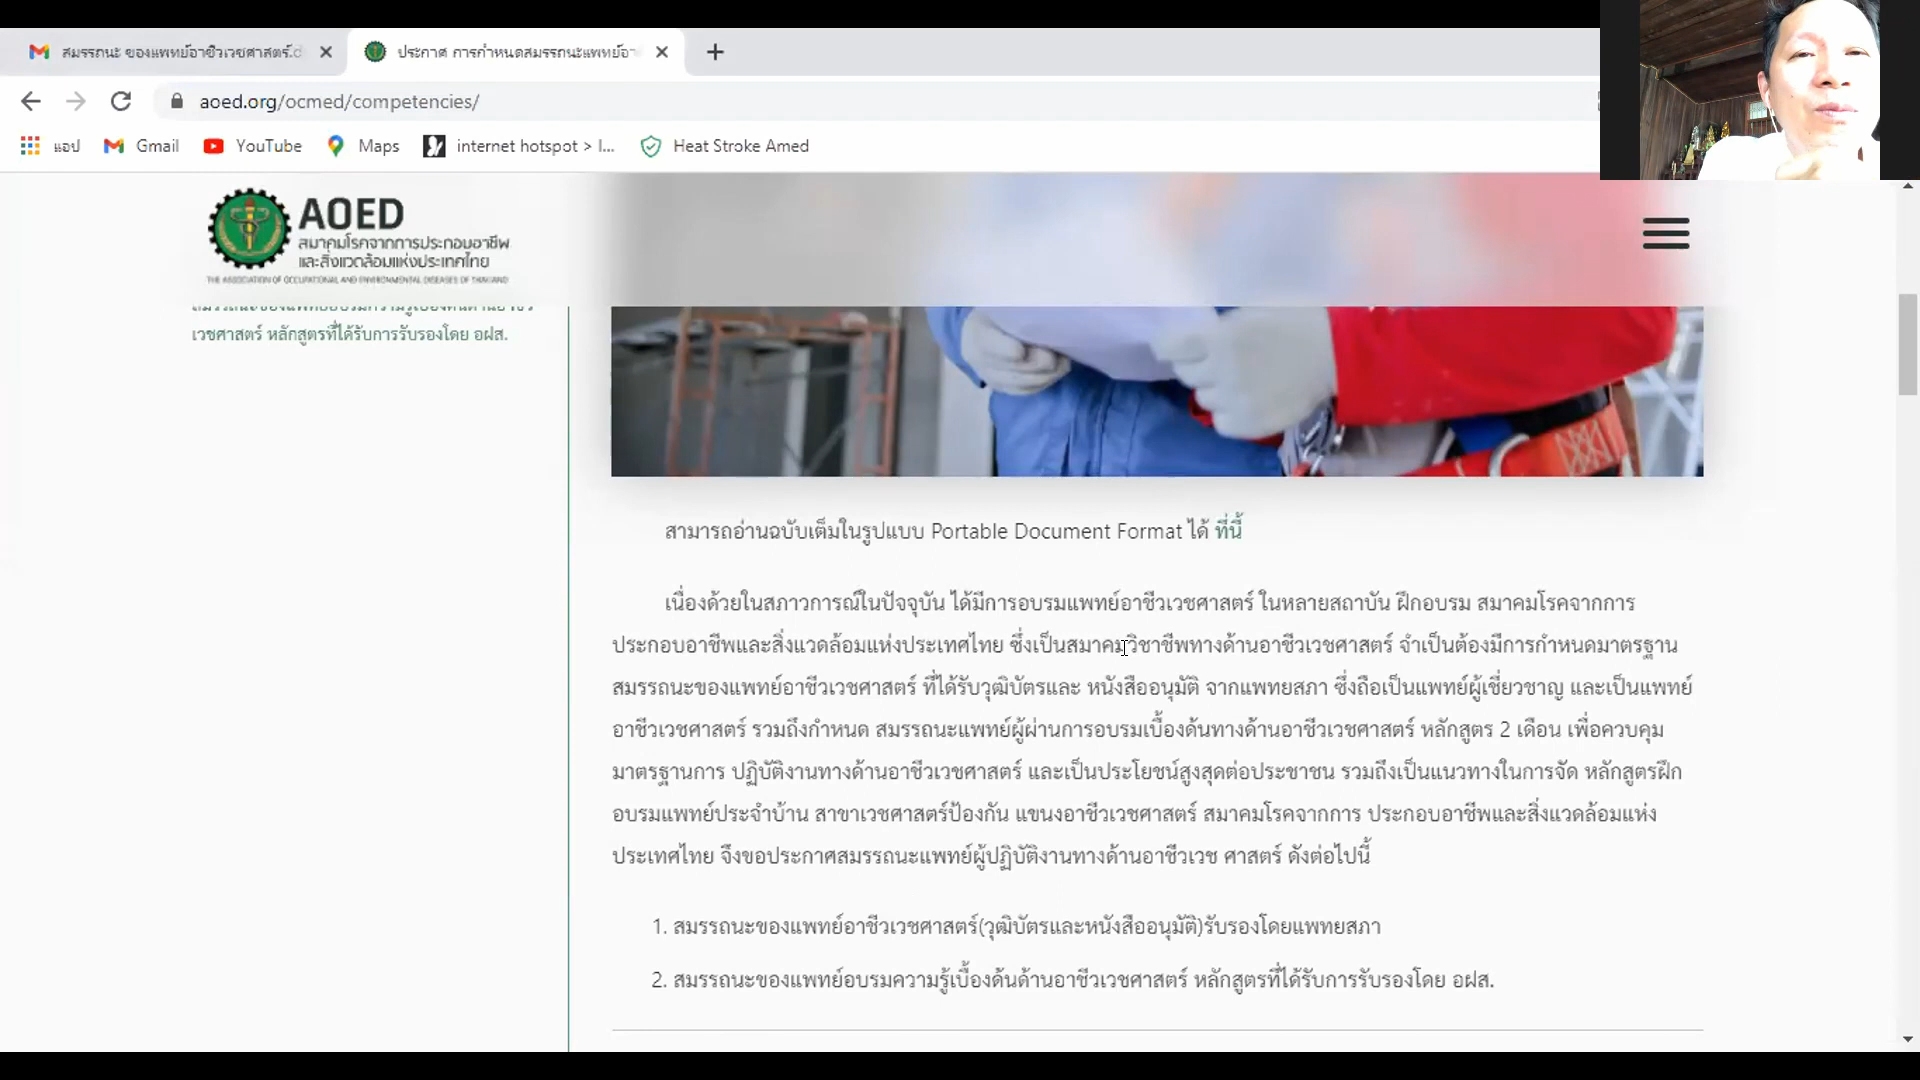 สมรรถนะ ของแพทย์อาชีวเวชศาสตร์.d
ประกาศ การกำหนดสมรรถนะแพทย์อา
aoed.org/ocmed/competencies/
แอป Gmail YouTube Maps internet hotspot > I... Heat Stroke Amed
AOED
สมาคมโรคจากการประกอบอาชีพ
และสิ่งแวดล้อมแห่งประเทศไทย
THE ASSOCIATION OF OCCUPATIONAL AND ENVIRONMENTAL DISEASES OF THAILAND
สมรรถนะของแพทย์อบรมความรู้เบื้องต้นด้านอาชีว
เวชศาสตร์ หลักสูตรที่ได้รับการรับรองโดย อฝส.
สามารถอ่านฉบับเต็มในรูปแบบ Portable Document Format ได้ ที่นี้
เนื่องด้วยในสภาวการณ์ในปัจจุบัน ได้มีการอบรมแพทย์อาชีวเวชศาสตร์ ในหลายสถาบัน ฝึกอบรม สมาคมโรคจากการ
ประกอบอาชีพและสิ่งแวดล้อมแห่งประเทศไทย ซึ่งเป็นสมาคมวิชาชีพทางด้านอาชีวเวชศาสตร์ จำเป็นต้องมีการกำหนดมาตรฐาน
สมรรถนะของแพทย์อาชีวเวชศาสตร์ ที่ได้รับวุฒิบัตรและ หนังสืออนุมัติ จากแพทยสภา ซึ่งถือเป็นแพทย์ผู้เชี่ยวชาญ และเป็นแพทย์
อาชีวเวชศาสตร์ รวมถึงกำหนด สมรรถนะแพทย์ผู้ผ่านการอบรมเบื้องต้นทางด้านอาชีวเวชศาสตร์ หลักสูตร 2 เดือน เพื่อควบคุม
มาตรฐานการ ปฏิบัติงานทางด้านอาชีวเวชศาสตร์ และเป็นประโยชน์สูงสุดต่อประชาชน รวมถึงเป็นแนวทางในการจัด หลักสูตรฝึก
อบรมแพทย์ประจำบ้าน สาขาเวชศาสตร์ป้องกัน แขนงอาชีวเวชศาสตร์ สมาคมโรคจากการ ประกอบอาชีพและสิ่งแวดล้อมแห่ง
ประเทศไทย จึงขอประกาศสมรรถนะแพทย์ผู้ปฏิบัติงานทางด้านอาชีวเวช ศาสตร์ ดังต่อไปนี้
1. สมรรถนะของแพทย์อาชีวเวชศาสตร์(วุฒิบัตรและหนังสืออนุมัติ)รับรองโดยแพทยสภา
2. สมรรถนะของแพทย์อบรมความรู้เบื้องต้นด้านอาชีวเวชศาสตร์ หลักสูตรที่ได้รับการรับรองโดย อฝส.